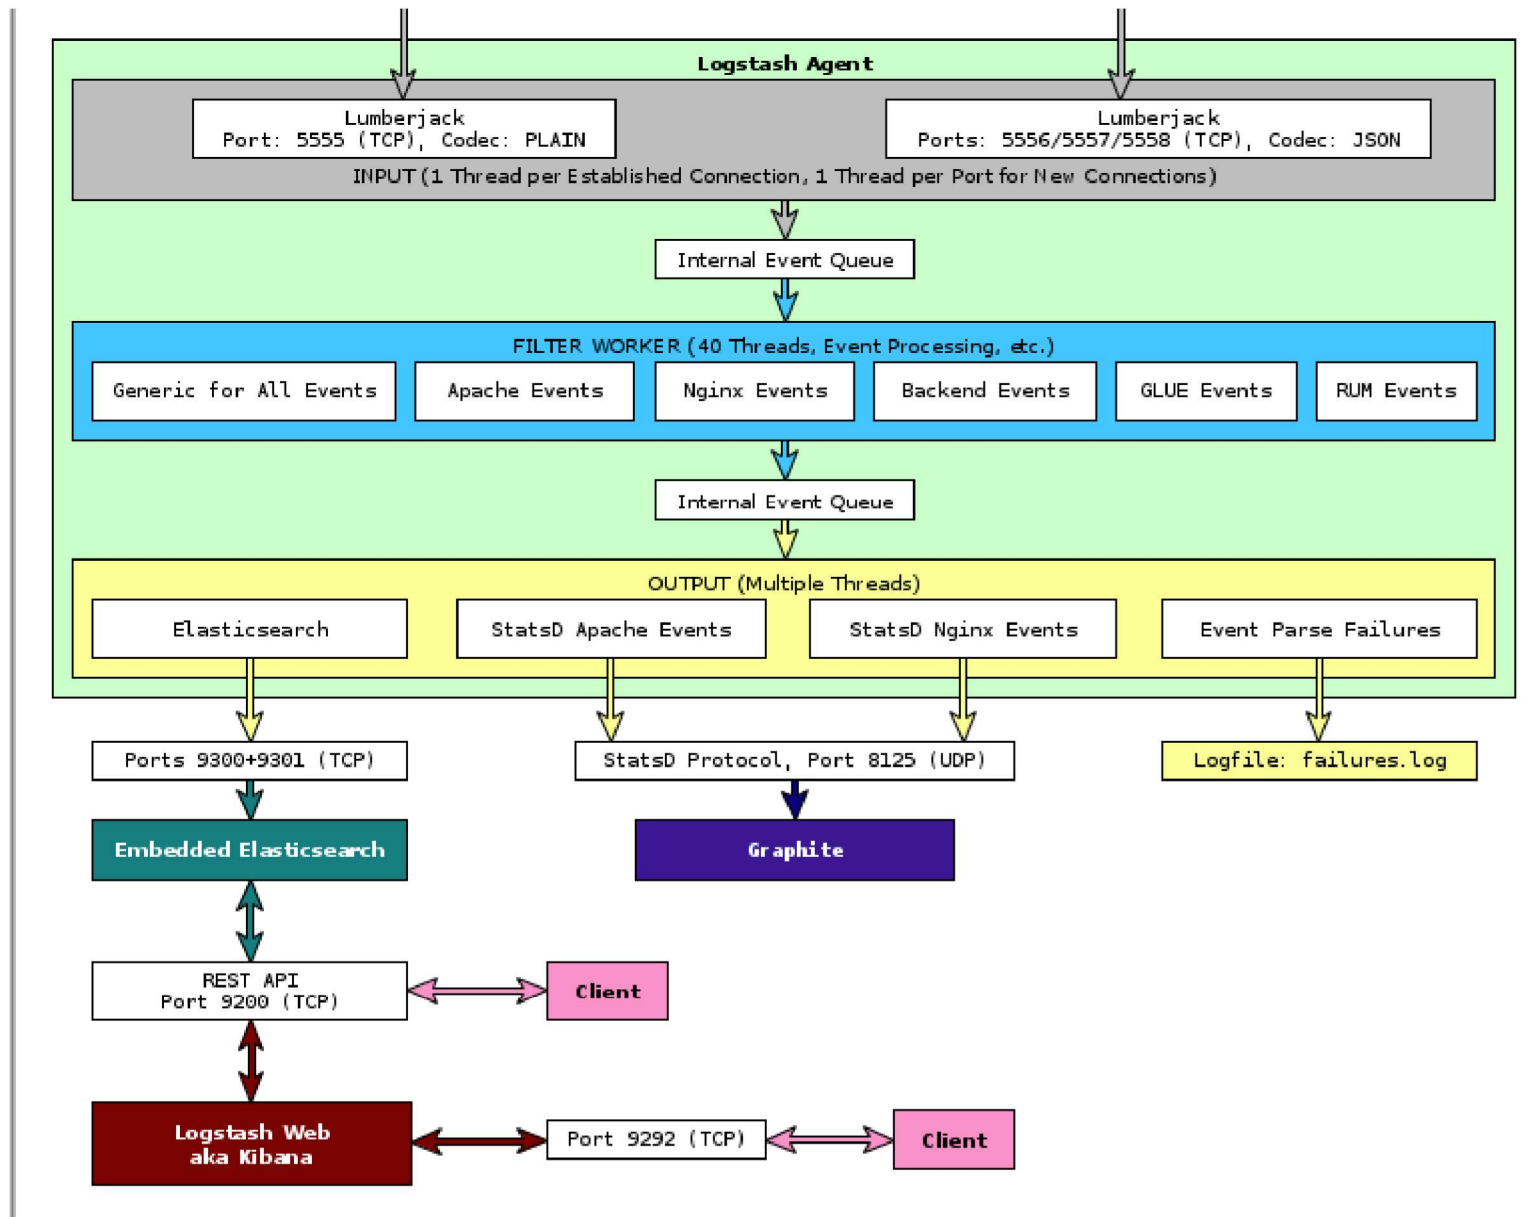 Logstash Agent
Lumberjack
Port: 5555 (TCP), Codec: PLAIN
Lumberjack
Ports: 5556/5557/5558 (TCP), Codec: JSON
INPUT (1 Thread per Established Connection, 1 Thread per Port for New Connections)
Internal Event Queue
FILTER WORKER (40 Threads, Event Processing, etc.)
Generic for All Events
Apache Events
Nginx Events
Backend Events
GLUE Events
RUM Events
Internal Event Queue
OUTPUT (Multiple Threads)
Elasticsearch
StatsD Apache Events
StatsD Nginx Events
Event Parse Failures
Ports 9300+9301 (TCP)
StatsD Protocol, Port 8125 (UDP)
Logfile: failures.log
Embedded Elasticsearch
Graphite
REST API
Port 9200 (TCP)
Client
Logstash Web
aka Kibana
Port 9292 (TCP)
Client